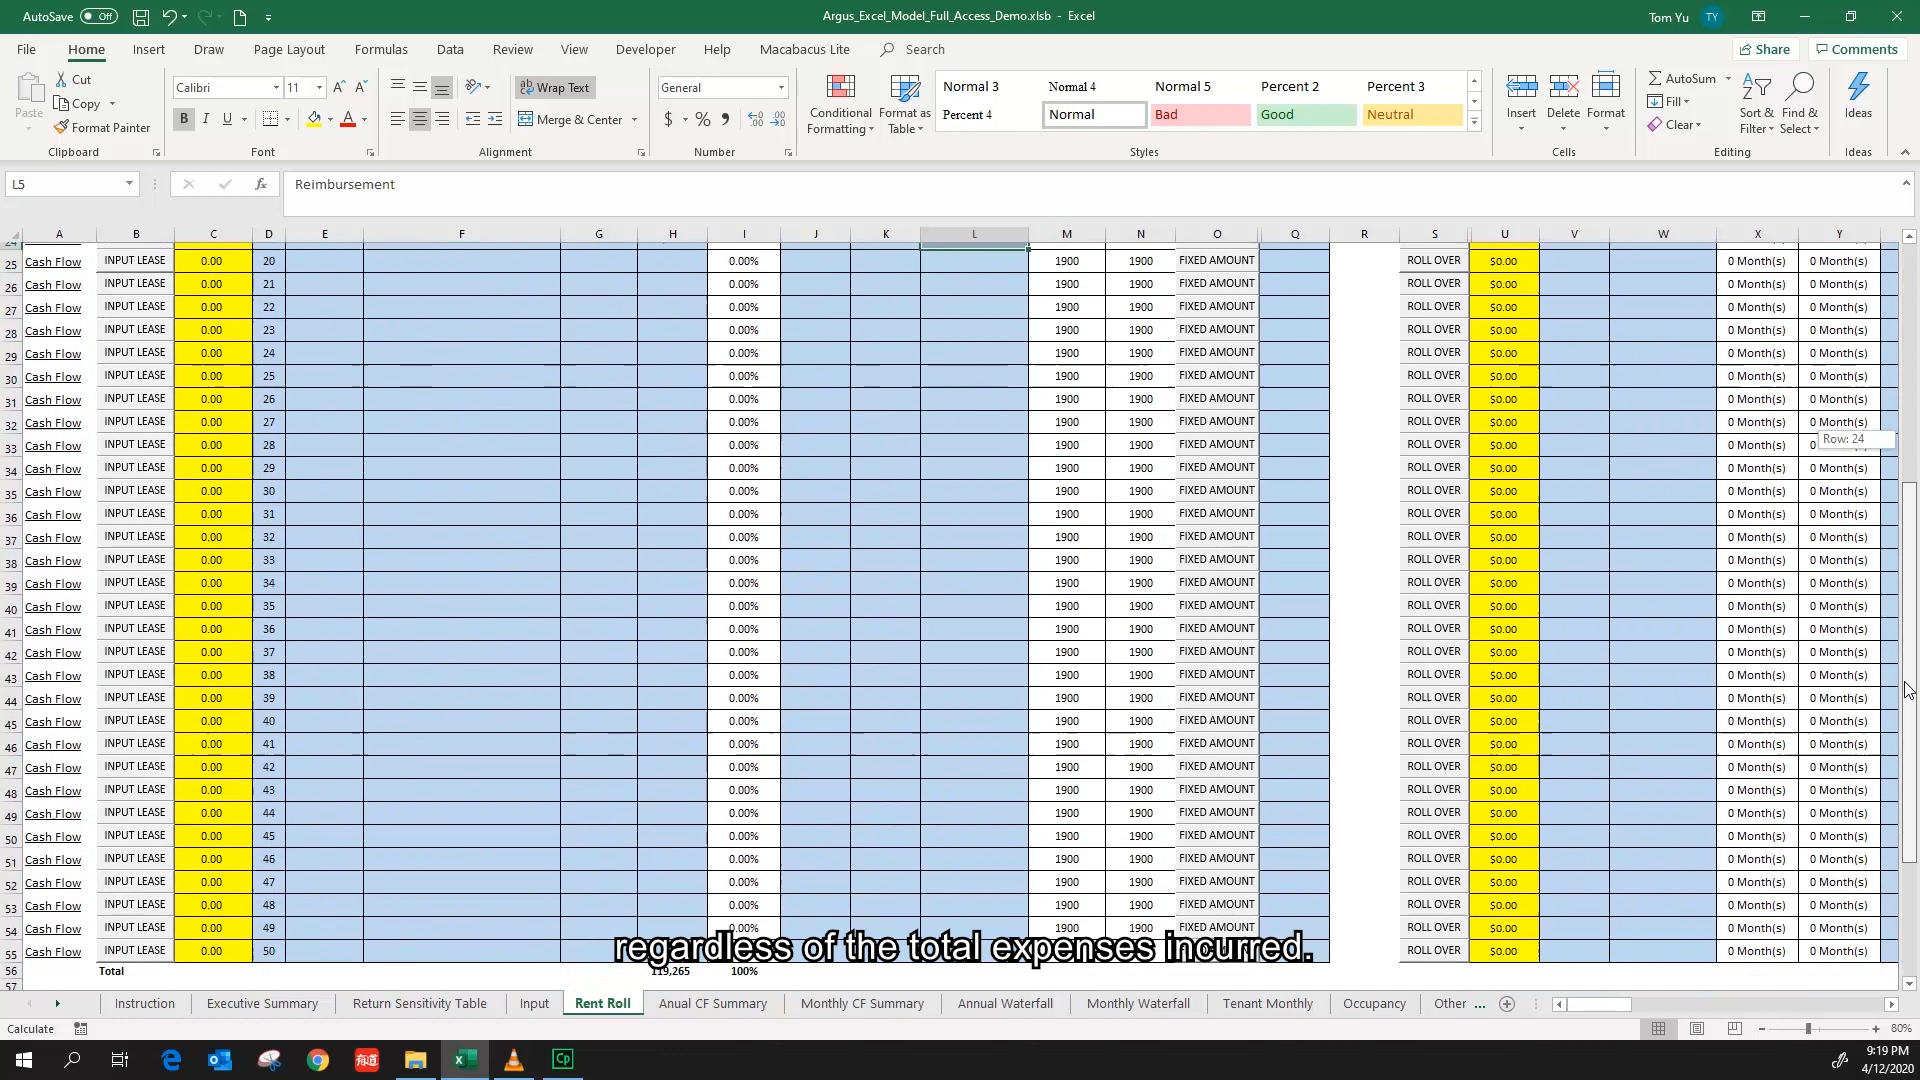 AutoSave Off Argus_Excel_Model_Full_Access_Demo.xlsb - Excel Tom Yu TY
File Home Insert Draw Page Layout Formulas Data Review View Developer Help Macabacus Lite Search Share Comments
Cut
Copy
Format Painter
Paste
Clipboard
Calibri 11
B I U
Font
Wrap Text
Merge & Center
Alignment
General
$ % ,
Number
Conditional Formatting
Format as Table
Normal 3 Normal 4 Normal 5 Percent 2 Percent 3
Percent 4 Normal Bad Good Neutral
Styles
Insert Delete Format
Cells
AutoSum
Fill
Clear
Sort & Filter
Find & Select
Editing
Ideas
Ideas
L5 fx Reimbursement
A B C D E F G H I J K L M N O Q R S U V W X Y
24
25 Cash Flow INPUT LEASE 0.00 20 0.00% 1900 1900 FIXED AMOUNT ROLL OVER $0.00 0 Month(s) 0 Month(s)
26 Cash Flow INPUT LEASE 0.00 21 0.00% 1900 1900 FIXED AMOUNT ROLL OVER $0.00 0 Month(s) 0 Month(s)
27 Cash Flow INPUT LEASE 0.00 22 0.00% 1900 1900 FIXED AMOUNT ROLL OVER $0.00 0 Month(s) 0 Month(s)
28 Cash Flow INPUT LEASE 0.00 23 0.00% 1900 1900 FIXED AMOUNT ROLL OVER $0.00 0 Month(s) 0 Month(s)
29 Cash Flow INPUT LEASE 0.00 24 0.00% 1900 1900 FIXED AMOUNT ROLL OVER $0.00 0 Month(s) 0 Month(s)
30 Cash Flow INPUT LEASE 0.00 25 0.00% 1900 1900 FIXED AMOUNT ROLL OVER $0.00 0 Month(s) 0 Month(s)
31 Cash Flow INPUT LEASE 0.00 26 0.00% 1900 1900 FIXED AMOUNT ROLL OVER $0.00 0 Month(s) 0 Month(s)
32 Cash Flow INPUT LEASE 0.00 27 0.00% 1900 1900 FIXED AMOUNT ROLL OVER $0.00 0 Month(s) 0 Month(s)
33 Cash Flow INPUT LEASE 0.00 28 0.00% 1900 1900 FIXED AMOUNT ROLL OVER $0.00 0 Month(s) 0 Row: 24
34 Cash Flow INPUT LEASE 0.00 29 0.00% 1900 1900 FIXED AMOUNT ROLL OVER $0.00 0 Month(s) 0 Month(s)
35 Cash Flow INPUT LEASE 0.00 30 0.00% 1900 1900 FIXED AMOUNT ROLL OVER $0.00 0 Month(s) 0 Month(s)
36 Cash Flow INPUT LEASE 0.00 31 0.00% 1900 1900 FIXED AMOUNT ROLL OVER $0.00 0 Month(s) 0 Month(s)
37 Cash Flow INPUT LEASE 0.00 32 0.00% 1900 1900 FIXED AMOUNT ROLL OVER $0.00 0 Month(s) 0 Month(s)
38 Cash Flow INPUT LEASE 0.00 33 0.00% 1900 1900 FIXED AMOUNT ROLL OVER $0.00 0 Month(s) 0 Month(s)
39 Cash Flow INPUT LEASE 0.00 34 0.00% 1900 1900 FIXED AMOUNT ROLL OVER $0.00 0 Month(s) 0 Month(s)
40 Cash Flow INPUT LEASE 0.00 35 0.00% 1900 1900 FIXED AMOUNT ROLL OVER $0.00 0 Month(s) 0 Month(s)
41 Cash Flow INPUT LEASE 0.00 36 0.00% 1900 1900 FIXED AMOUNT ROLL OVER $0.00 0 Month(s) 0 Month(s)
42 Cash Flow INPUT LEASE 0.00 37 0.00% 1900 1900 FIXED AMOUNT ROLL OVER $0.00 0 Month(s) 0 Month(s)
43 Cash Flow INPUT LEASE 0.00 38 0.00% 1900 1900 FIXED AMOUNT ROLL OVER $0.00 0 Month(s) 0 Month(s)
44 Cash Flow INPUT LEASE 0.00 39 0.00% 1900 1900 FIXED AMOUNT ROLL OVER $0.00 0 Month(s) 0 Month(s)
45 Cash Flow INPUT LEASE 0.00 40 0.00% 1900 1900 FIXED AMOUNT ROLL OVER $0.00 0 Month(s) 0 Month(s)
46 Cash Flow INPUT LEASE 0.00 41 0.00% 1900 1900 FIXED AMOUNT ROLL OVER $0.00 0 Month(s) 0 Month(s)
47 Cash Flow INPUT LEASE 0.00 42 0.00% 1900 1900 FIXED AMOUNT ROLL OVER $0.00 0 Month(s) 0 Month(s)
48 Cash Flow INPUT LEASE 0.00 43 0.00% 1900 1900 FIXED AMOUNT ROLL OVER $0.00 0 Month(s) 0 Month(s)
49 Cash Flow INPUT LEASE 0.00 44 0.00% 1900 1900 FIXED AMOUNT ROLL OVER $0.00 0 Month(s) 0 Month(s)
50 Cash Flow INPUT LEASE 0.00 45 0.00% 1900 1900 FIXED AMOUNT ROLL OVER $0.00 0 Month(s) 0 Month(s)
51 Cash Flow INPUT LEASE 0.00 46 0.00% 1900 1900 FIXED AMOUNT ROLL OVER $0.00 0 Month(s) 0 Month(s)
52 Cash Flow INPUT LEASE 0.00 47 0.00% 1900 1900 FIXED AMOUNT ROLL OVER $0.00 0 Month(s) 0 Month(s)
53 Cash Flow INPUT LEASE 0.00 48 0.00% 1900 1900 FIXED AMOUNT ROLL OVER $0.00 0 Month(s) 0 Month(s)
54 Cash Flow INPUT LEASE 0.00 49 0.00% 1900 1900 FIXED AMOUNT ROLL OVER $0.00 0 Month(s) 0 Month(s)
55 Cash Flow INPUT LEASE 0.00 50 ROLL OVER $0.00 0 Month(s) 0 Month(s)
regardless of the total expenses incurred.
56 Total 119,265 100%
57
Instruction Executive Summary Return Sensitivity Table Input Rent Roll Anual CF Summary Monthly CF Summary Annual Waterfall Monthly Waterfall Tenant Monthly Occupancy Other ...
Calculate 80%
有道 Cp
9:19 PM
4/12/2020